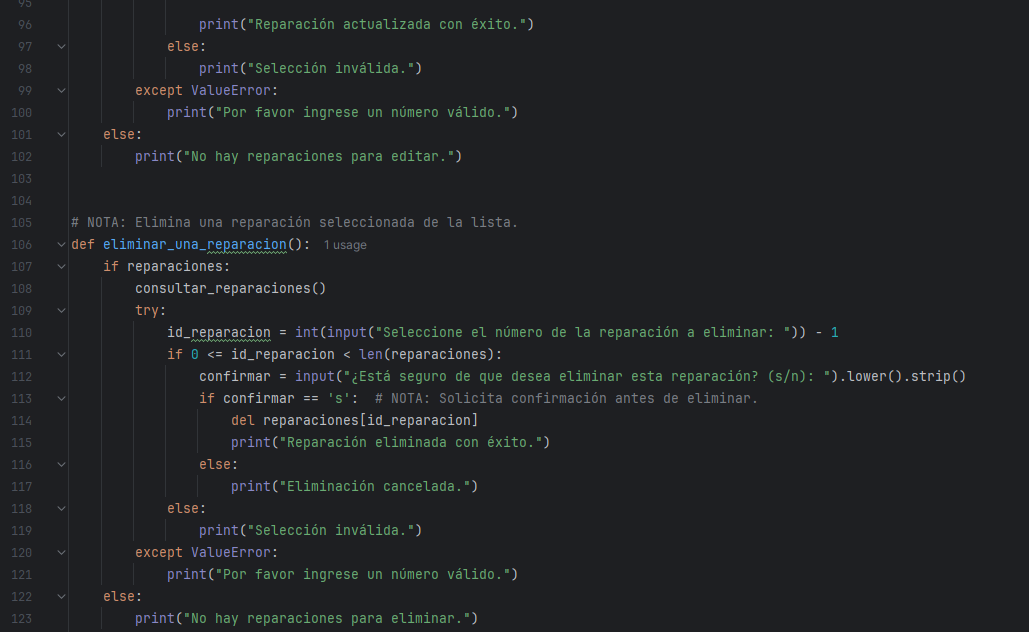 95
96                print("Reparación actualizada con éxito.")
97            else:
98                print("Selección inválida.")
99        except ValueError:
100            print("Por favor ingrese un número válido.")
101    else:
102        print("No hay reparaciones para editar.")
103
104
105 # NOTA: Elimina una reparación seleccionada de la lista.
106 def eliminar_una_reparacion(): 1 usage
107    if reparaciones:
108        consultar_reparaciones()
109        try:
110            id_reparacion = int(input("Seleccione el número de la reparación a eliminar: ")) - 1
111            if 0 <= id_reparacion < len(reparaciones):
112                confirmar = input("¿Está seguro de que desea eliminar esta reparación? (s/n): ").lower().strip()
113                if confirmar == 's':  # NOTA: Solicita confirmación antes de eliminar.
114                    del reparaciones[id_reparacion]
115                    print("Reparación eliminada con éxito.")
116                else:
117                    print("Eliminación cancelada.")
118            else:
119                print("Selección inválida.")
120        except ValueError:
121            print("Por favor ingrese un número válido.")
122    else:
123        print("No hay reparaciones para eliminar.")